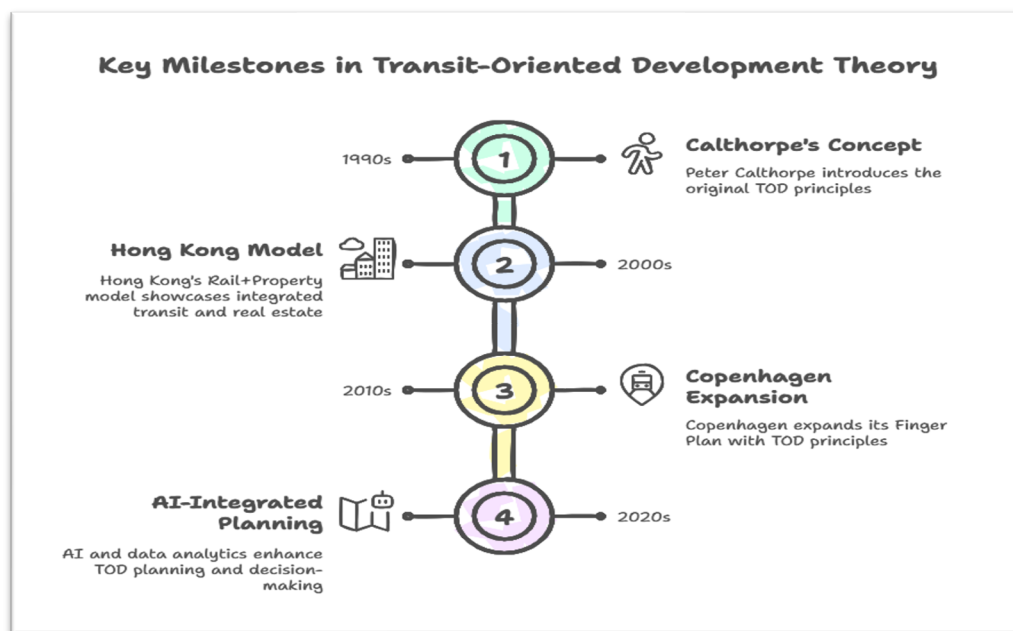 Key Milestones in Transit-Oriented Development Theory
1990s
1
Calthorpe's Concept
Peter Calthorpe introduces the
original TOD principles
Hong Kong Model
Hong Kong's Rail+Property
model showcases integrated
transit and real estate
2
2000s
2010s
3
Copenhagen
Expansion
Copenhagen expands its Finger
Plan with TOD principles
AI-Integrated
Planning
AI and data analytics enhance
TOD planning and decision-
making
4
2020s